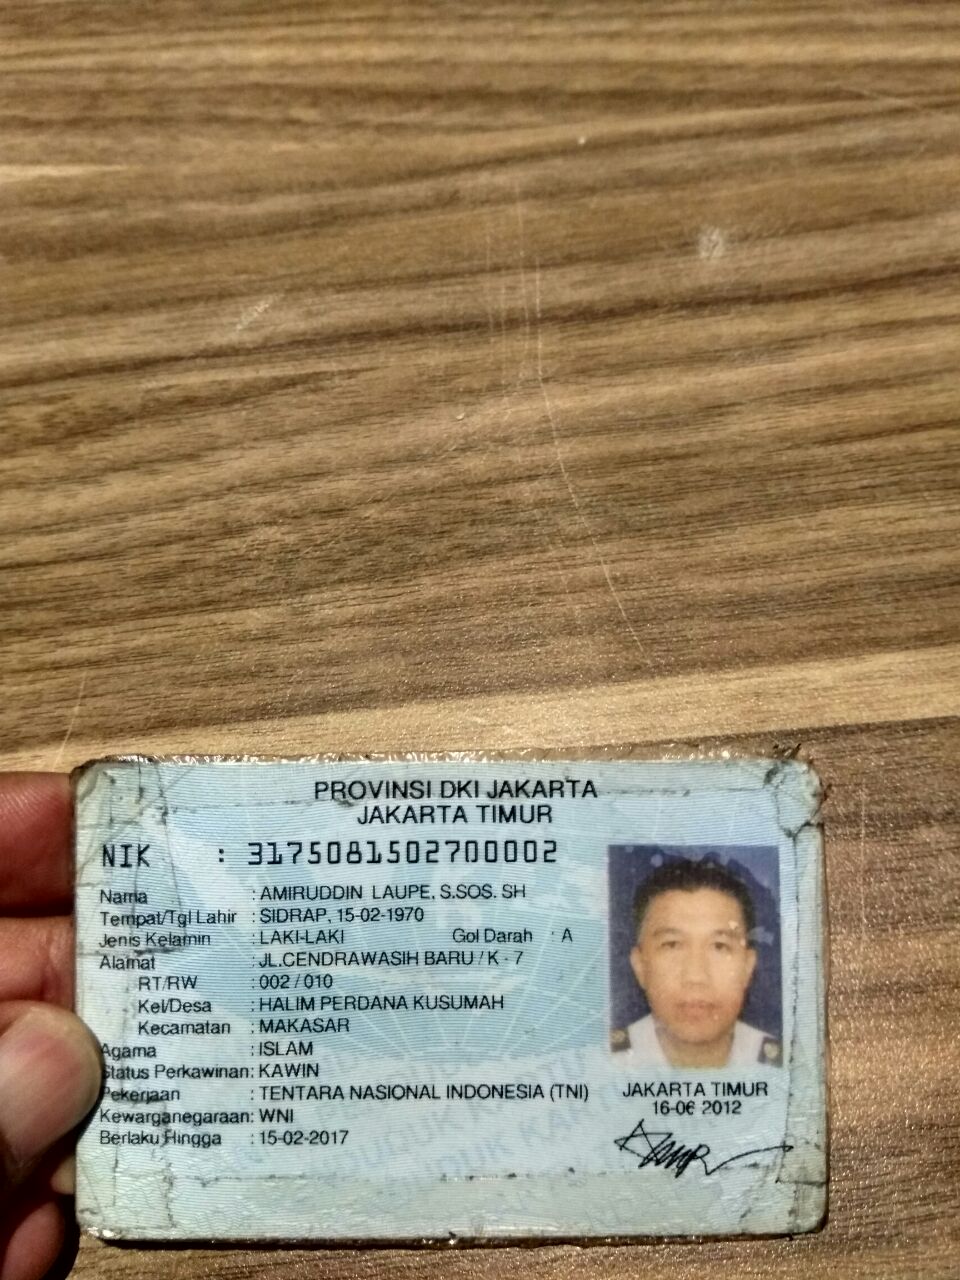 PROVINSI DKI JAKARTA
JAKARTA TIMUR
NIK : 3175081502700002
Nama : AMIRUDDIN LAUPE, S.SOS. SH
Tempat/Tgl Lahir : SIDRAP, 15-02-1970
Jenis Kelamin : LAKI-LAKI Gol Darah : A
Alamat : JL.CENDRAWASIH BARU / K - 7
RT/RW : 002 / 010
Kel/Desa : HALIM PERDANA KUSUMAH
Kecamatan : MAKASAR
Agama : ISLAM
Status Perkawinan: KAWIN
Pekerjaan : TENTARA NASIONAL INDONESIA (TNI)
Kewarganegaraan: WNI
Berlaku Hingga : 15-02-2017
JAKARTA TIMUR
16-06 2012